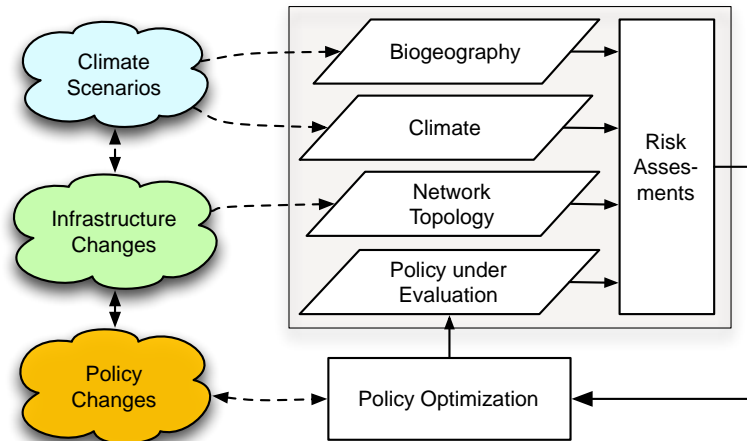 Climate
Scenarios
Infrastructure
Changes
Policy
Changes
Biogeography
Climate
Network
Topology
Policy under
Evaluation
Risk
Asses-
ments
Policy Optimization